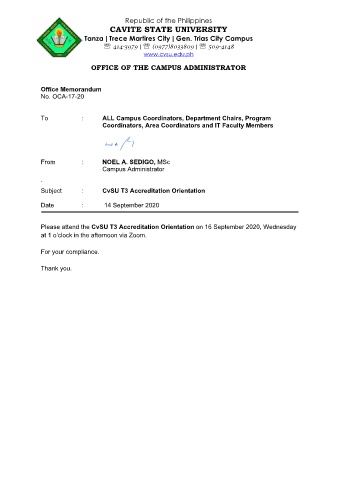 Republic of the Philippines
CAVITE STATE UNIVERSITY
Tanza | Trece Martires City | Gen. Trias City Campus
☏ 414-3979 | ☏ (0977)8033809 | ☏ 509-4148
www.cvsu.edu.ph
OFFICE OF THE CAMPUS ADMINISTRATOR
Office Memorandum
No. OCA-17-20
To : ALL Campus Coordinators, Department Chairs, Program
Coordinators, Area Coordinators and IT Faculty Members
From : NOEL A. SEDIGO, MSc
Campus Administrator
.
Subject : CvSU T3 Accreditation Orientation
Date : 14 September 2020
Please attend the CvSU T3 Accreditation Orientation on 16 September 2020, Wednesday
at 1 o'clock in the afternoon via Zoom.
For your compliance.
Thank you.